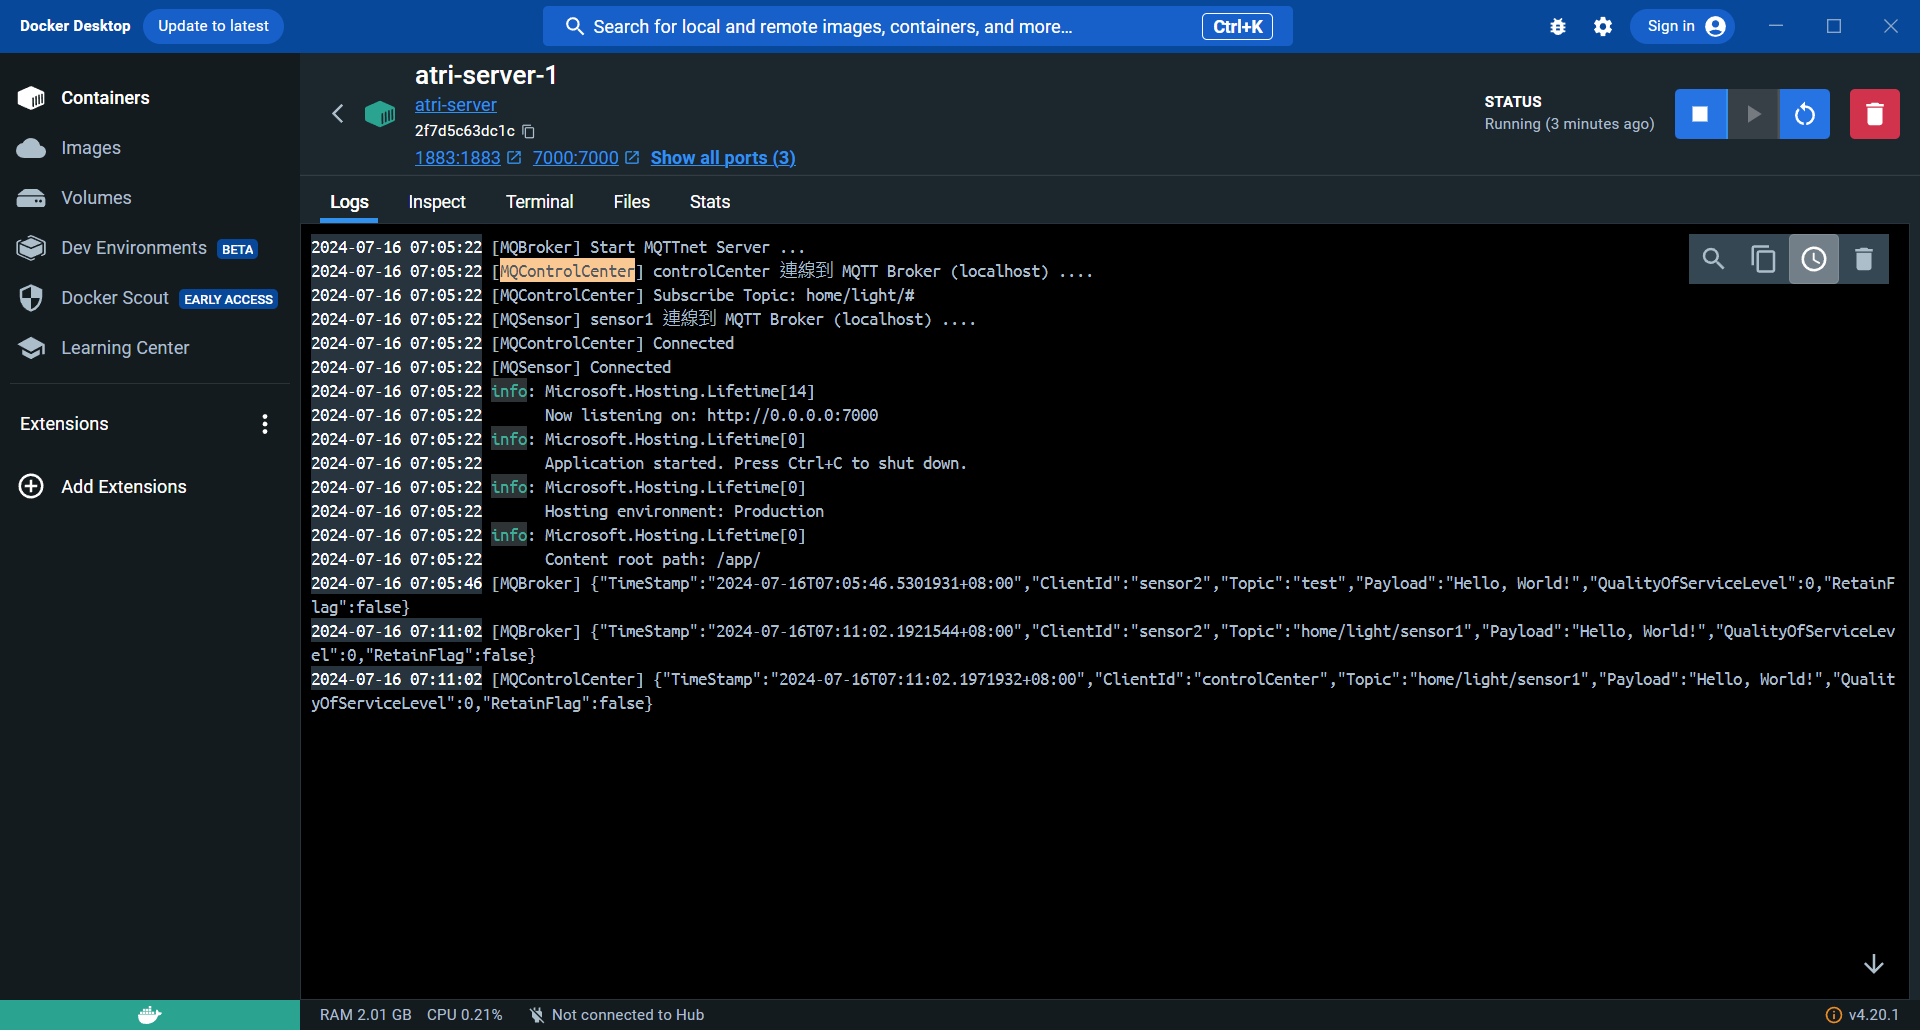 Docker Desktop
Update to latest
Search for local and remote images, containers, and more...
Ctrl+K
Sign in
Containers
Images
Volumes
Dev Environments BETA
Docker Scout EARLY ACCESS
Learning Center
Extensions
Add Extensions
atri-server-1
atri-server
2f7d5c63dc1c
1883:1883 7000:7000 Show all ports (3)
STATUS
Running (3 minutes ago)
Logs Inspect Terminal Files Stats
2024-07-16 07:05:22 [MQBroker] Start MQTTnet Server ...
2024-07-16 07:05:22 [MQControlCenter] controlCenter 連線到 MQTT Broker (localhost) ....
2024-07-16 07:05:22 [MQControlCenter] Subscribe Topic: home/light/#
2024-07-16 07:05:22 [MQSensor] sensor1 連線到 MQTT Broker (localhost) ....
2024-07-16 07:05:22 [MQControlCenter] Connected
2024-07-16 07:05:22 [MQSensor] Connected
2024-07-16 07:05:22 info: Microsoft.Hosting.Lifetime[14]
2024-07-16 07:05:22       Now listening on: http://0.0.0.0:7000
2024-07-16 07:05:22 info: Microsoft.Hosting.Lifetime[0]
2024-07-16 07:05:22       Application started. Press Ctrl+C to shut down.
2024-07-16 07:05:22 info: Microsoft.Hosting.Lifetime[0]
2024-07-16 07:05:22       Hosting environment: Production
2024-07-16 07:05:22 info: Microsoft.Hosting.Lifetime[0]
2024-07-16 07:05:22       Content root path: /app/
2024-07-16 07:05:46 [MQBroker] {"TimeStamp":"2024-07-16T07:05:46.5301931+08:00","ClientId":"sensor2","Topic":"test","Payload":"Hello, World!","QualityOfServiceLevel":0,"RetainF
lag":false}
2024-07-16 07:11:02 [MQBroker] {"TimeStamp":"2024-07-16T07:11:02.1921544+08:00","ClientId":"sensor2","Topic":"home/light/sensor1","Payload":"Hello, World!","QualityOfServiceLev
el":0,"RetainFlag":false}
2024-07-16 07:11:02 [MQControlCenter] {"TimeStamp":"2024-07-16T07:11:02.1971932+08:00","ClientId":"controlCenter","Topic":"home/light/sensor1","Payload":"Hello, World!","Qualit
yOfServiceLevel":0,"RetainFlag":false}
RAM 2.01 GB CPU 0.21% Not connected to Hub
v4.20.1